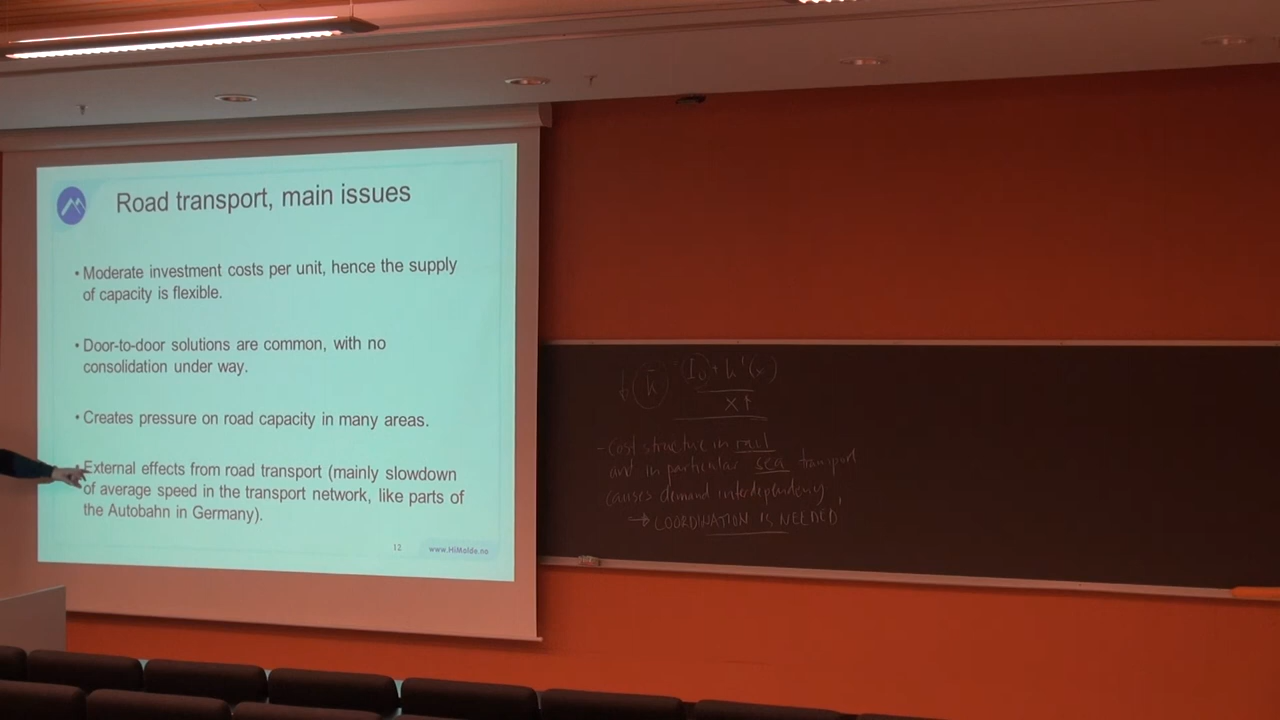 Road transport, main issues
• Moderate investment costs per unit, hence the supply
of capacity is flexible.
• Door-to-door solutions are common, with no
consolidation under way.
• Creates pressure on road capacity in many areas.
External effects from road transport (mainly slowdown
of average speed in the transport network, like parts of
the Autobahn in Germany).
12
www.HiMolde.no
X↑
- Cost structure in rail
and in particular sea transport
causes demand interdependency,
→ COORDINATION IS NEEDED